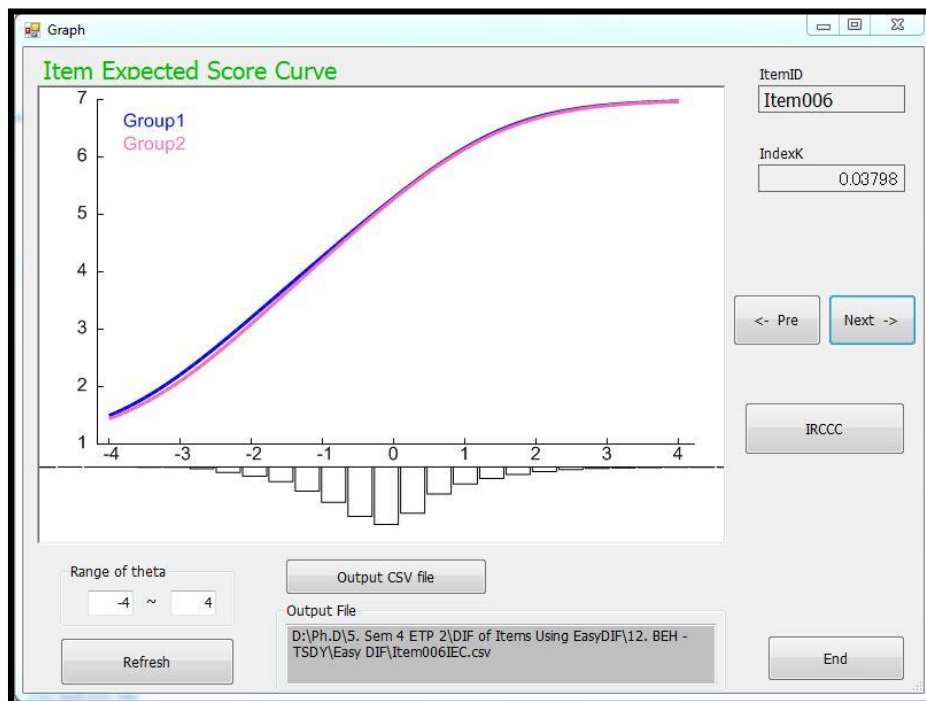 Graph
Item Expected Score Curve
7
6
5
4
3
2
1
Group1
Group2
-4 -3 -2 -1 0 1 2 3 4
ItemID
Item006
IndexK
0.03798
<- Pre Next ->
IRCCC
Range of theta
-4 ~ 4
Refresh
Output CSV file
Output File
D:\Ph.D\5. Sem 4 ETP 2\DIF of Items Using EasyDIF\12. BEH -
TSDY\Easy DIF\Item006IEC.csv
End